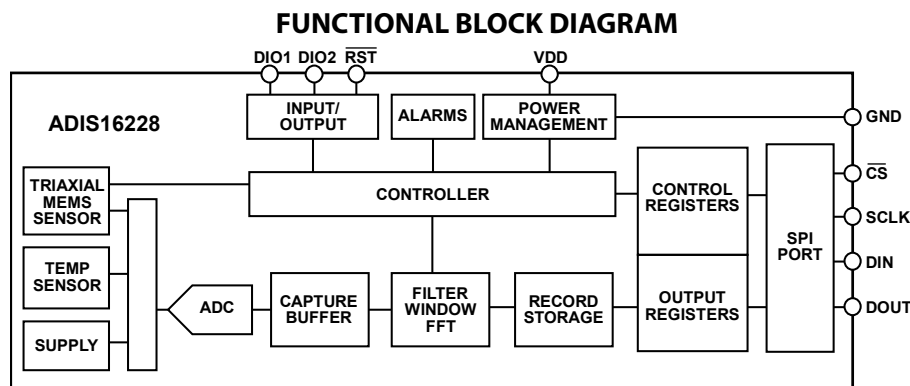 FUNCTIONAL BLOCK DIAGRAM
DIO1 DIO2 RST VDD
ADIS16228
INPUT/
OUTPUT
ALARMS
POWER
MANAGEMENT
GND
TRIAXIAL
MEMS
SENSOR
CONTROLLER
CONTROL
REGISTERS
CS
SCLK
SPI
PORT
DIN
DOUT
TEMP
SENSOR
ADC
CAPTURE
BUFFER
FILTER
WINDOW
FFT
RECORD
STORAGE
OUTPUT
REGISTERS
SUPPLY